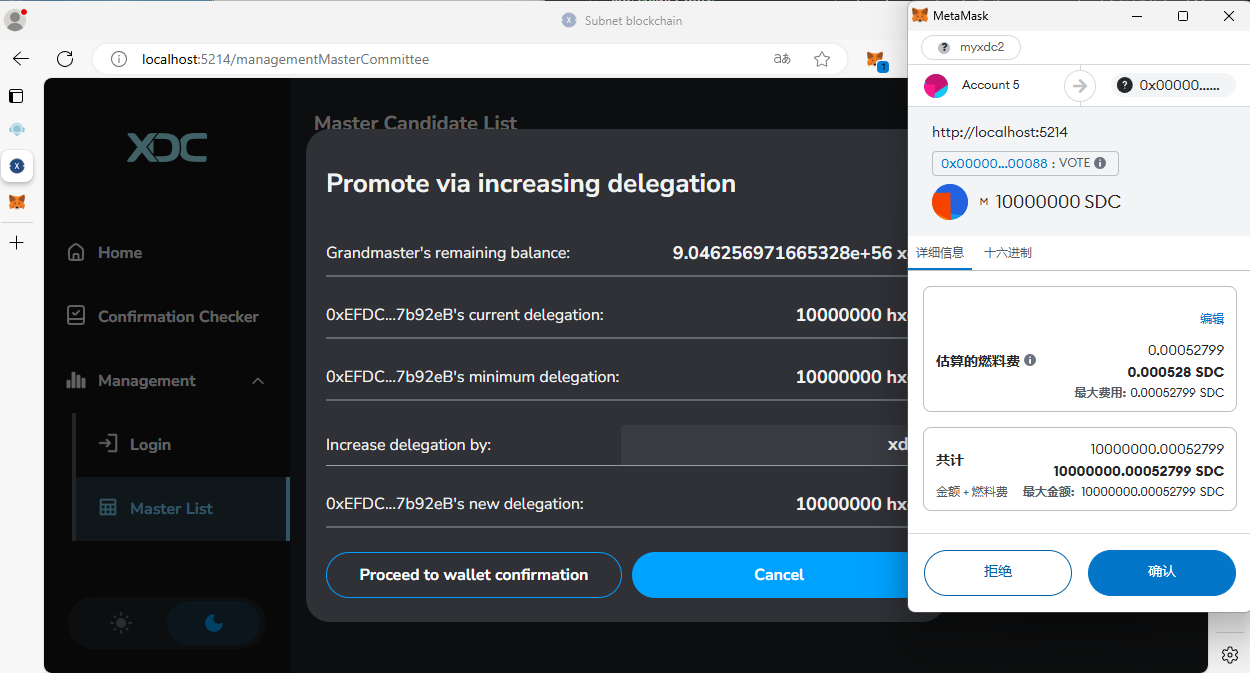 Subnet blockchain
localhost:5214/managementMasterCommittee
aあ
1
XDC
Home
Confirmation Checker
Management
Login
Master List
Master Candidate List
Promote via increasing delegation
Grandmaster's remaining balance: 9.046256971665328e+56 x
0xEFDC...7b92eB's current delegation: 10000000 hx
0xEFDC...7b92eB's minimum delegation: 10000000 hx
Increase delegation by: xd
0xEFDC...7b92eB's new delegation: 10000000 hx
Proceed to wallet confirmation
Cancel
MetaMask
? myxdc2
Account 5
? 0x00000......
http://localhost:5214
0x00000...00088 : VOTE
M 10000000 SDC
详细信息 十六进制
编辑
估算的燃料费
0.00052799
0.000528 SDC
最大费用: 0.00052799 SDC
共计
10000000.00052799
10000000.00052799 SDC
金额 + 燃料费 最大金额: 10000000.00052799 SDC
拒绝 确认